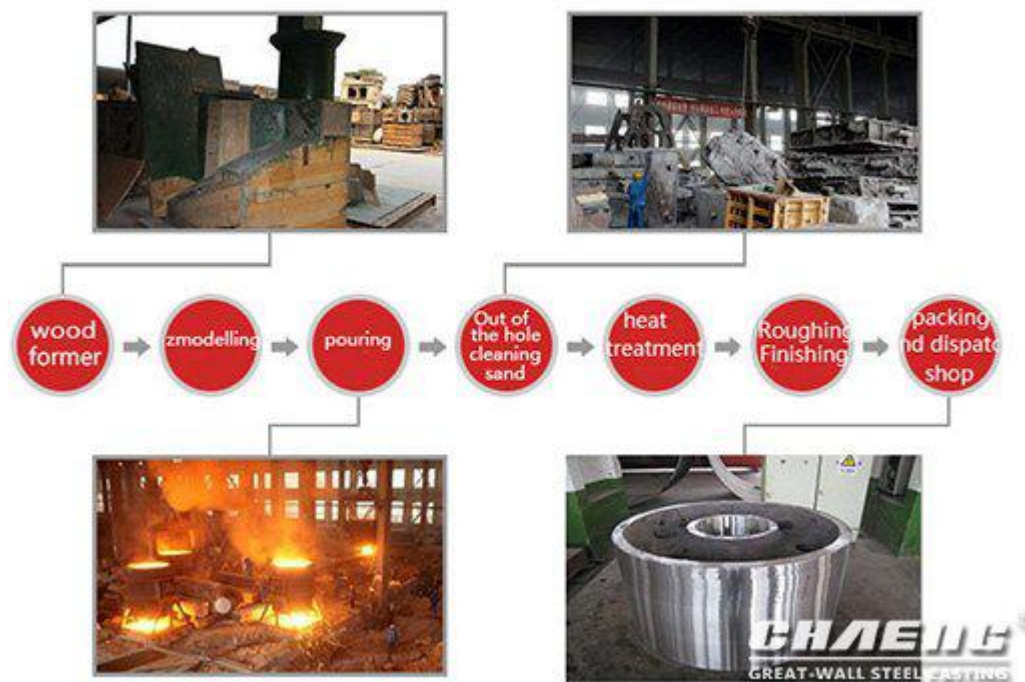 wood
former
zmodelling
pouring
Out of
the hole
cleaning
sand
heat
treatment
Roughing
Finishing
packing
nd dispatc
shop
CHAENG
GREAT-WALL STEEL CASTING